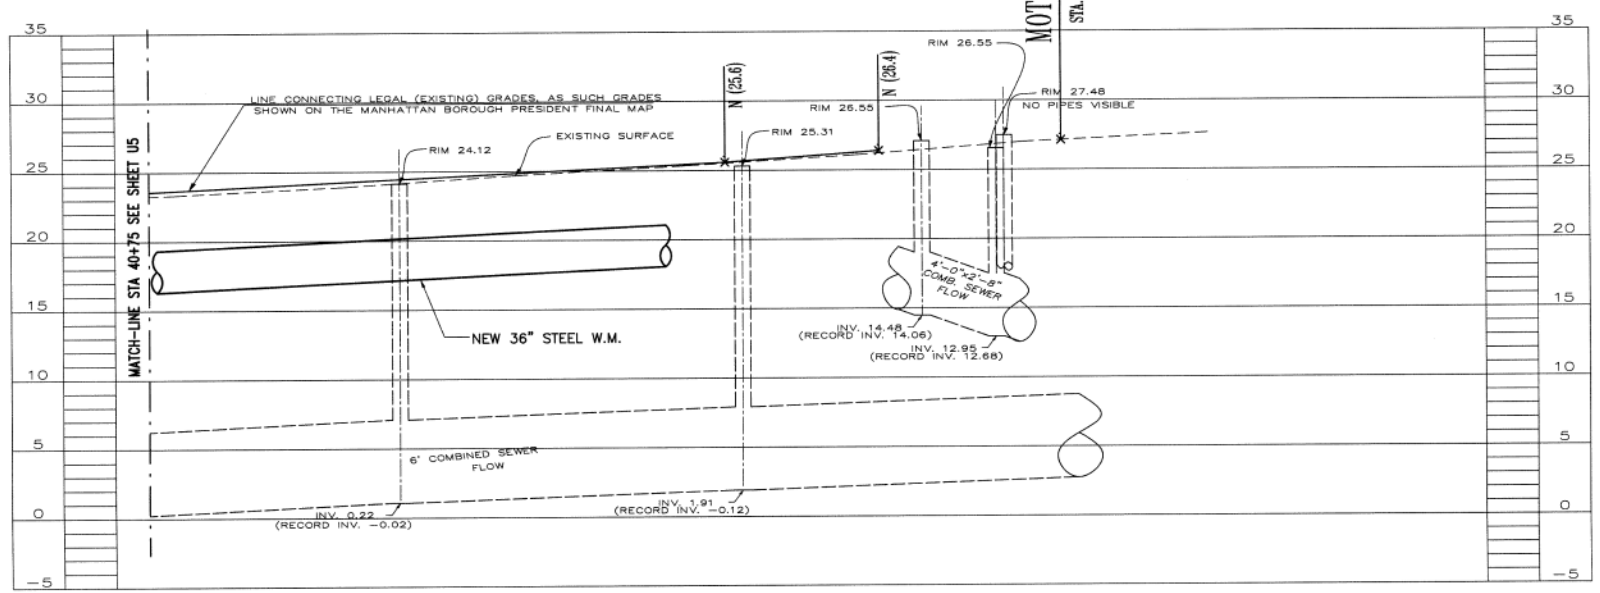 MOT
STA.
35
35
RIM 26.55
N (25.6)
N (26.4)
30
30
LINE CONNECTING LEGAL (EXISTING) GRADES, AS SUCH GRADES
SHOWN ON THE MANHATTAN BOROUGH PRESIDENT FINAL MAP
RIM 27.48
NO PIPES VISIBLE
RIM 26.55
RIM 25.31
EXISTING SURFACE
RIM 24.12
25
25
MATCH-LINE STA 40+75 SEE SHEET U5
20
20
4'-0"x2'-8"
COMB. SEWER
FLOW
15
15
NEW 36" STEEL W.M.
INV. 14.48
(RECORD INV. 14.06)
INV. 12.95
(RECORD INV. 12.68)
10
10
5
5
6' COMBINED SEWER
FLOW
INV. 0.22
(RECORD INV. -0.02)
INV. 1.91
(RECORD INV. -0.12)
0
0
-5
-5